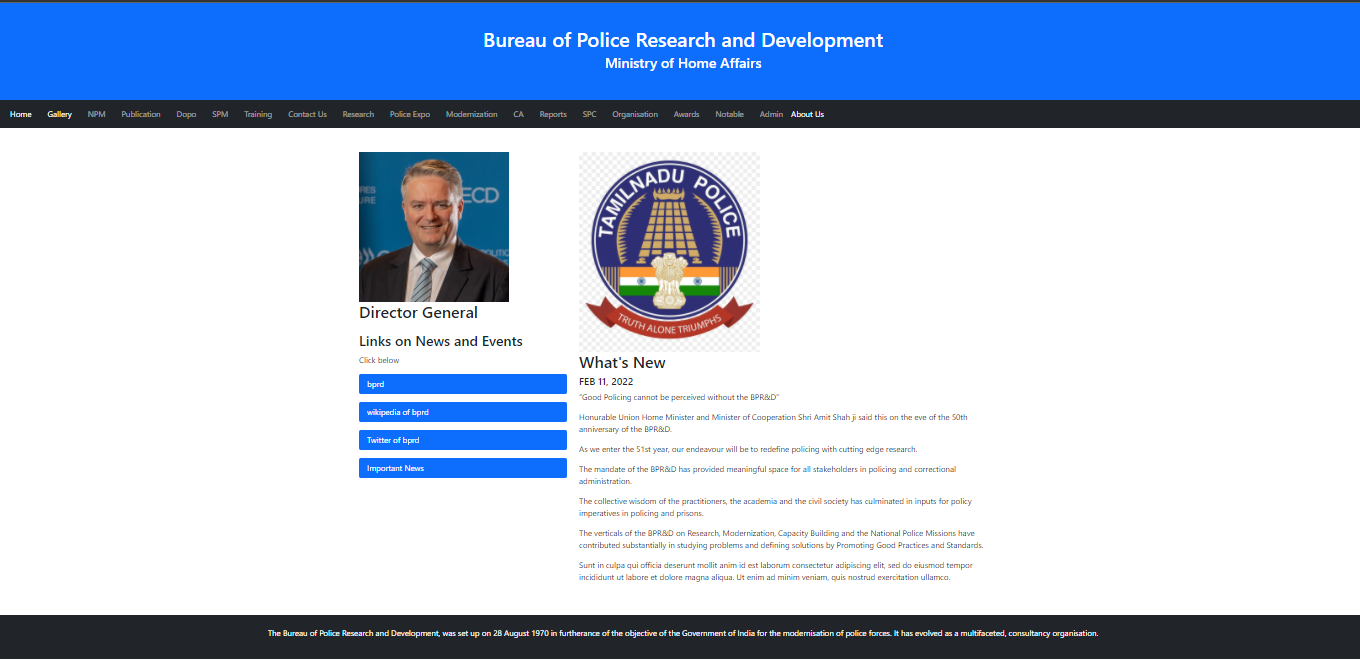 Bureau of Police Research and Development
Ministry of Home Affairs
Home Gallery NPM Publication Dopo SPM Training Contact Us Research Police Expo Modernization CA Reports SPC Organisation Awards Notable Admin About Us
ECD
Director General
Links on News and Events
Click below
bprd
wikipedia of bprd
Twitter of bprd
Important News
TAMILNADU POLICE
TRUTH ALONE TRIUMPHS
What's New
FEB 11, 2022
"Good Policing cannot be perceived without the BPR&D"
Honurable Union Home Minister and Minister of Cooperation Shri Amit Shah ji said this on the eve of the 50th
anniversary of the BPR&D.
As we enter the 51st year, our endeavour will be to redefine policing with cutting edge research.
The mandate of the BPR&D has provided meaningful space for all stakeholders in policing and correctional
administration.
The collective wisdom of the practitioners, the academia and the civil society has culminated in inputs for policy
imperatives in policing and prisons.
The verticals of the BPR&D on Research, Modernization, Capacity Building and the National Police Missions have
contributed substantially in studying problems and defining solutions by Promoting Good Practices and Standards.
Sunt in culpa qui officia deserunt mollit anim id est laborum consectetur adipiscing elit, sed do eiusmod tempor
incididunt ut labore et dolore magna aliqua. Ut enim ad minim veniam, quis nostrud exercitation ullamco.
The Bureau of Police Research and Development, was set up on 28 August 1970 in furtherance of the objective of the Government of India for the modernisation of police forces. It has evolved as a multifaceted, consultancy organisation.